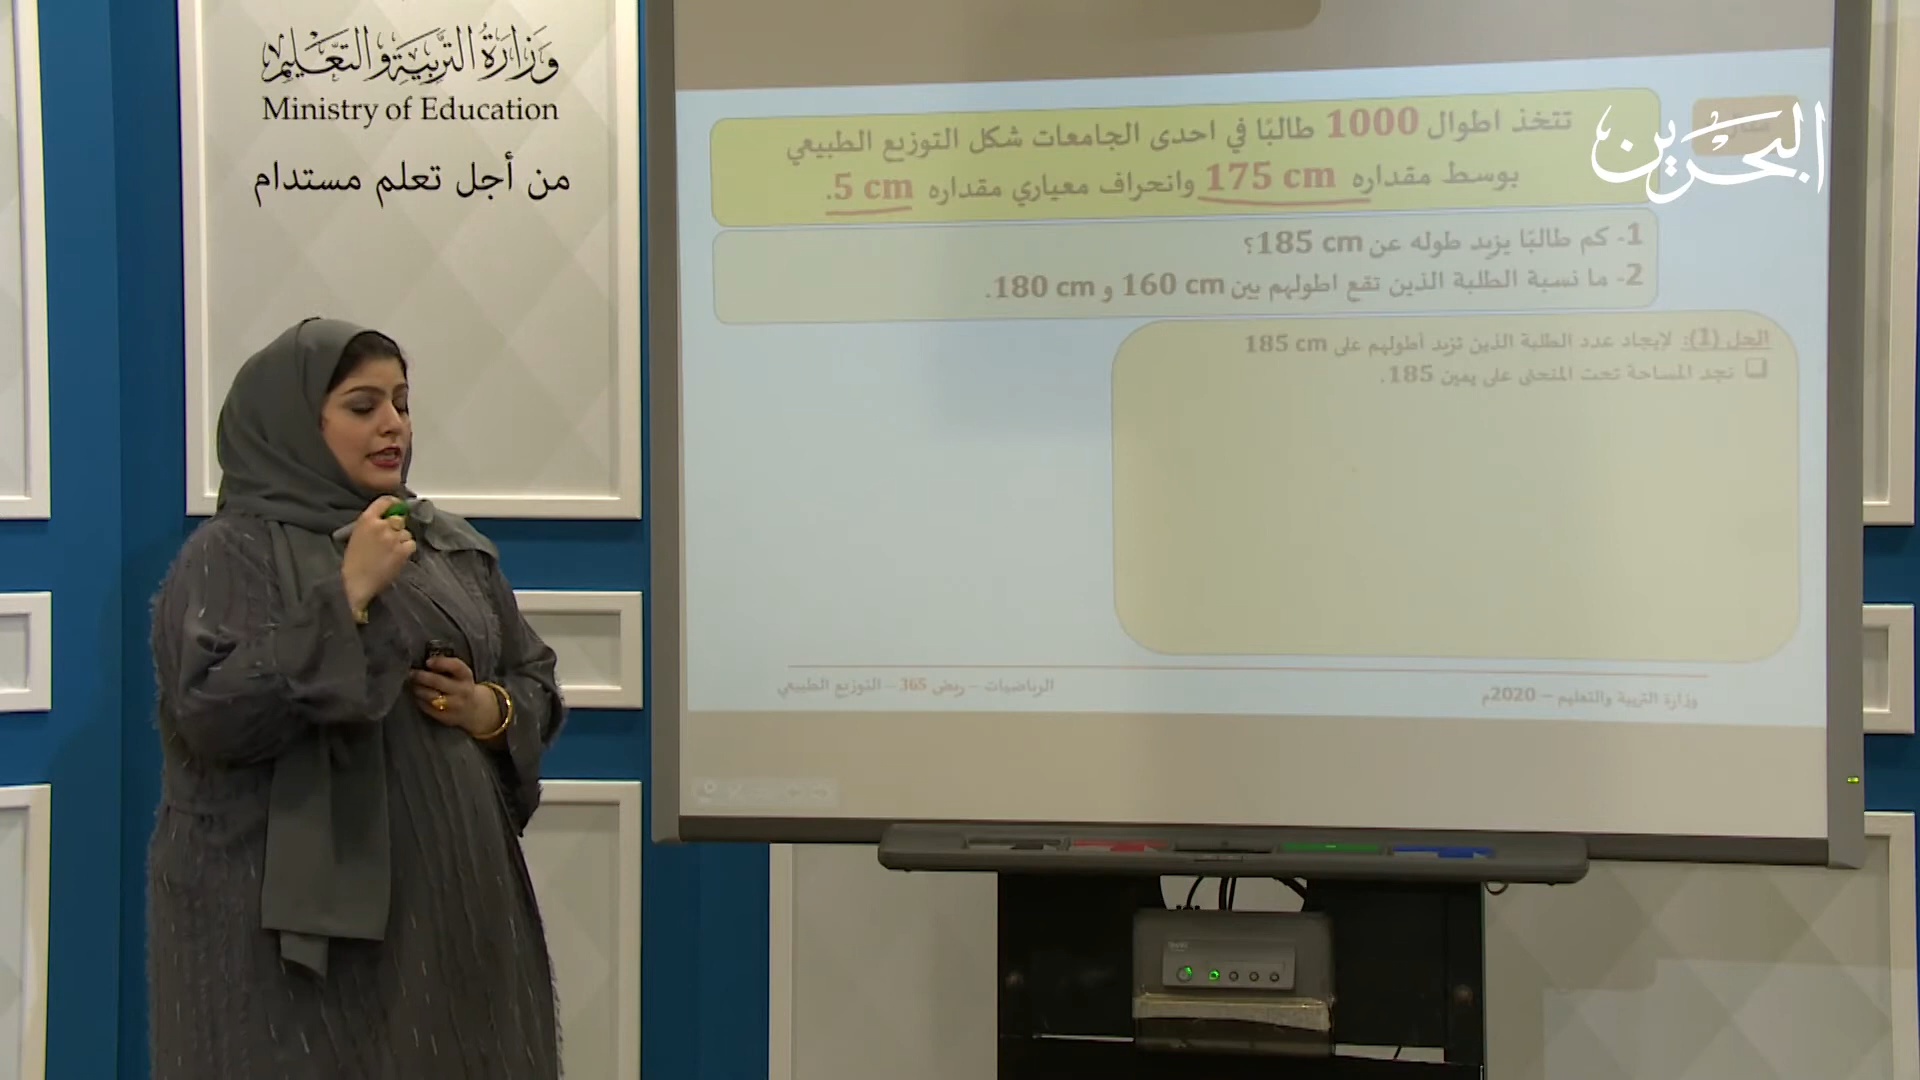 وزارة التربية والتعليم
Ministry of Education
من أجل تعلم مستدام
البحرين
تتخذ اطوال 1000 طالبًا في احدى الجامعات شكل التوزيع الطبيعي
بوسط مقداره 175 cm وانحراف معياري مقداره 5 cm.
1- كم طالبًا يزيد طوله عن 185 cm؟
2- ما نسبة الطلبة الذين تقع اطولهم بين 160 cm و 180 cm.
الحل (1): لإيجاد عدد الطلبة الذين تزيد أطولهم على 185 cm
❑ نجد المساحة تحت المنحنى على يمين 185.
وزارة التربية والتعليم – 2020م
الرياضيات – ريض 365 – التوزيع الطبيعي